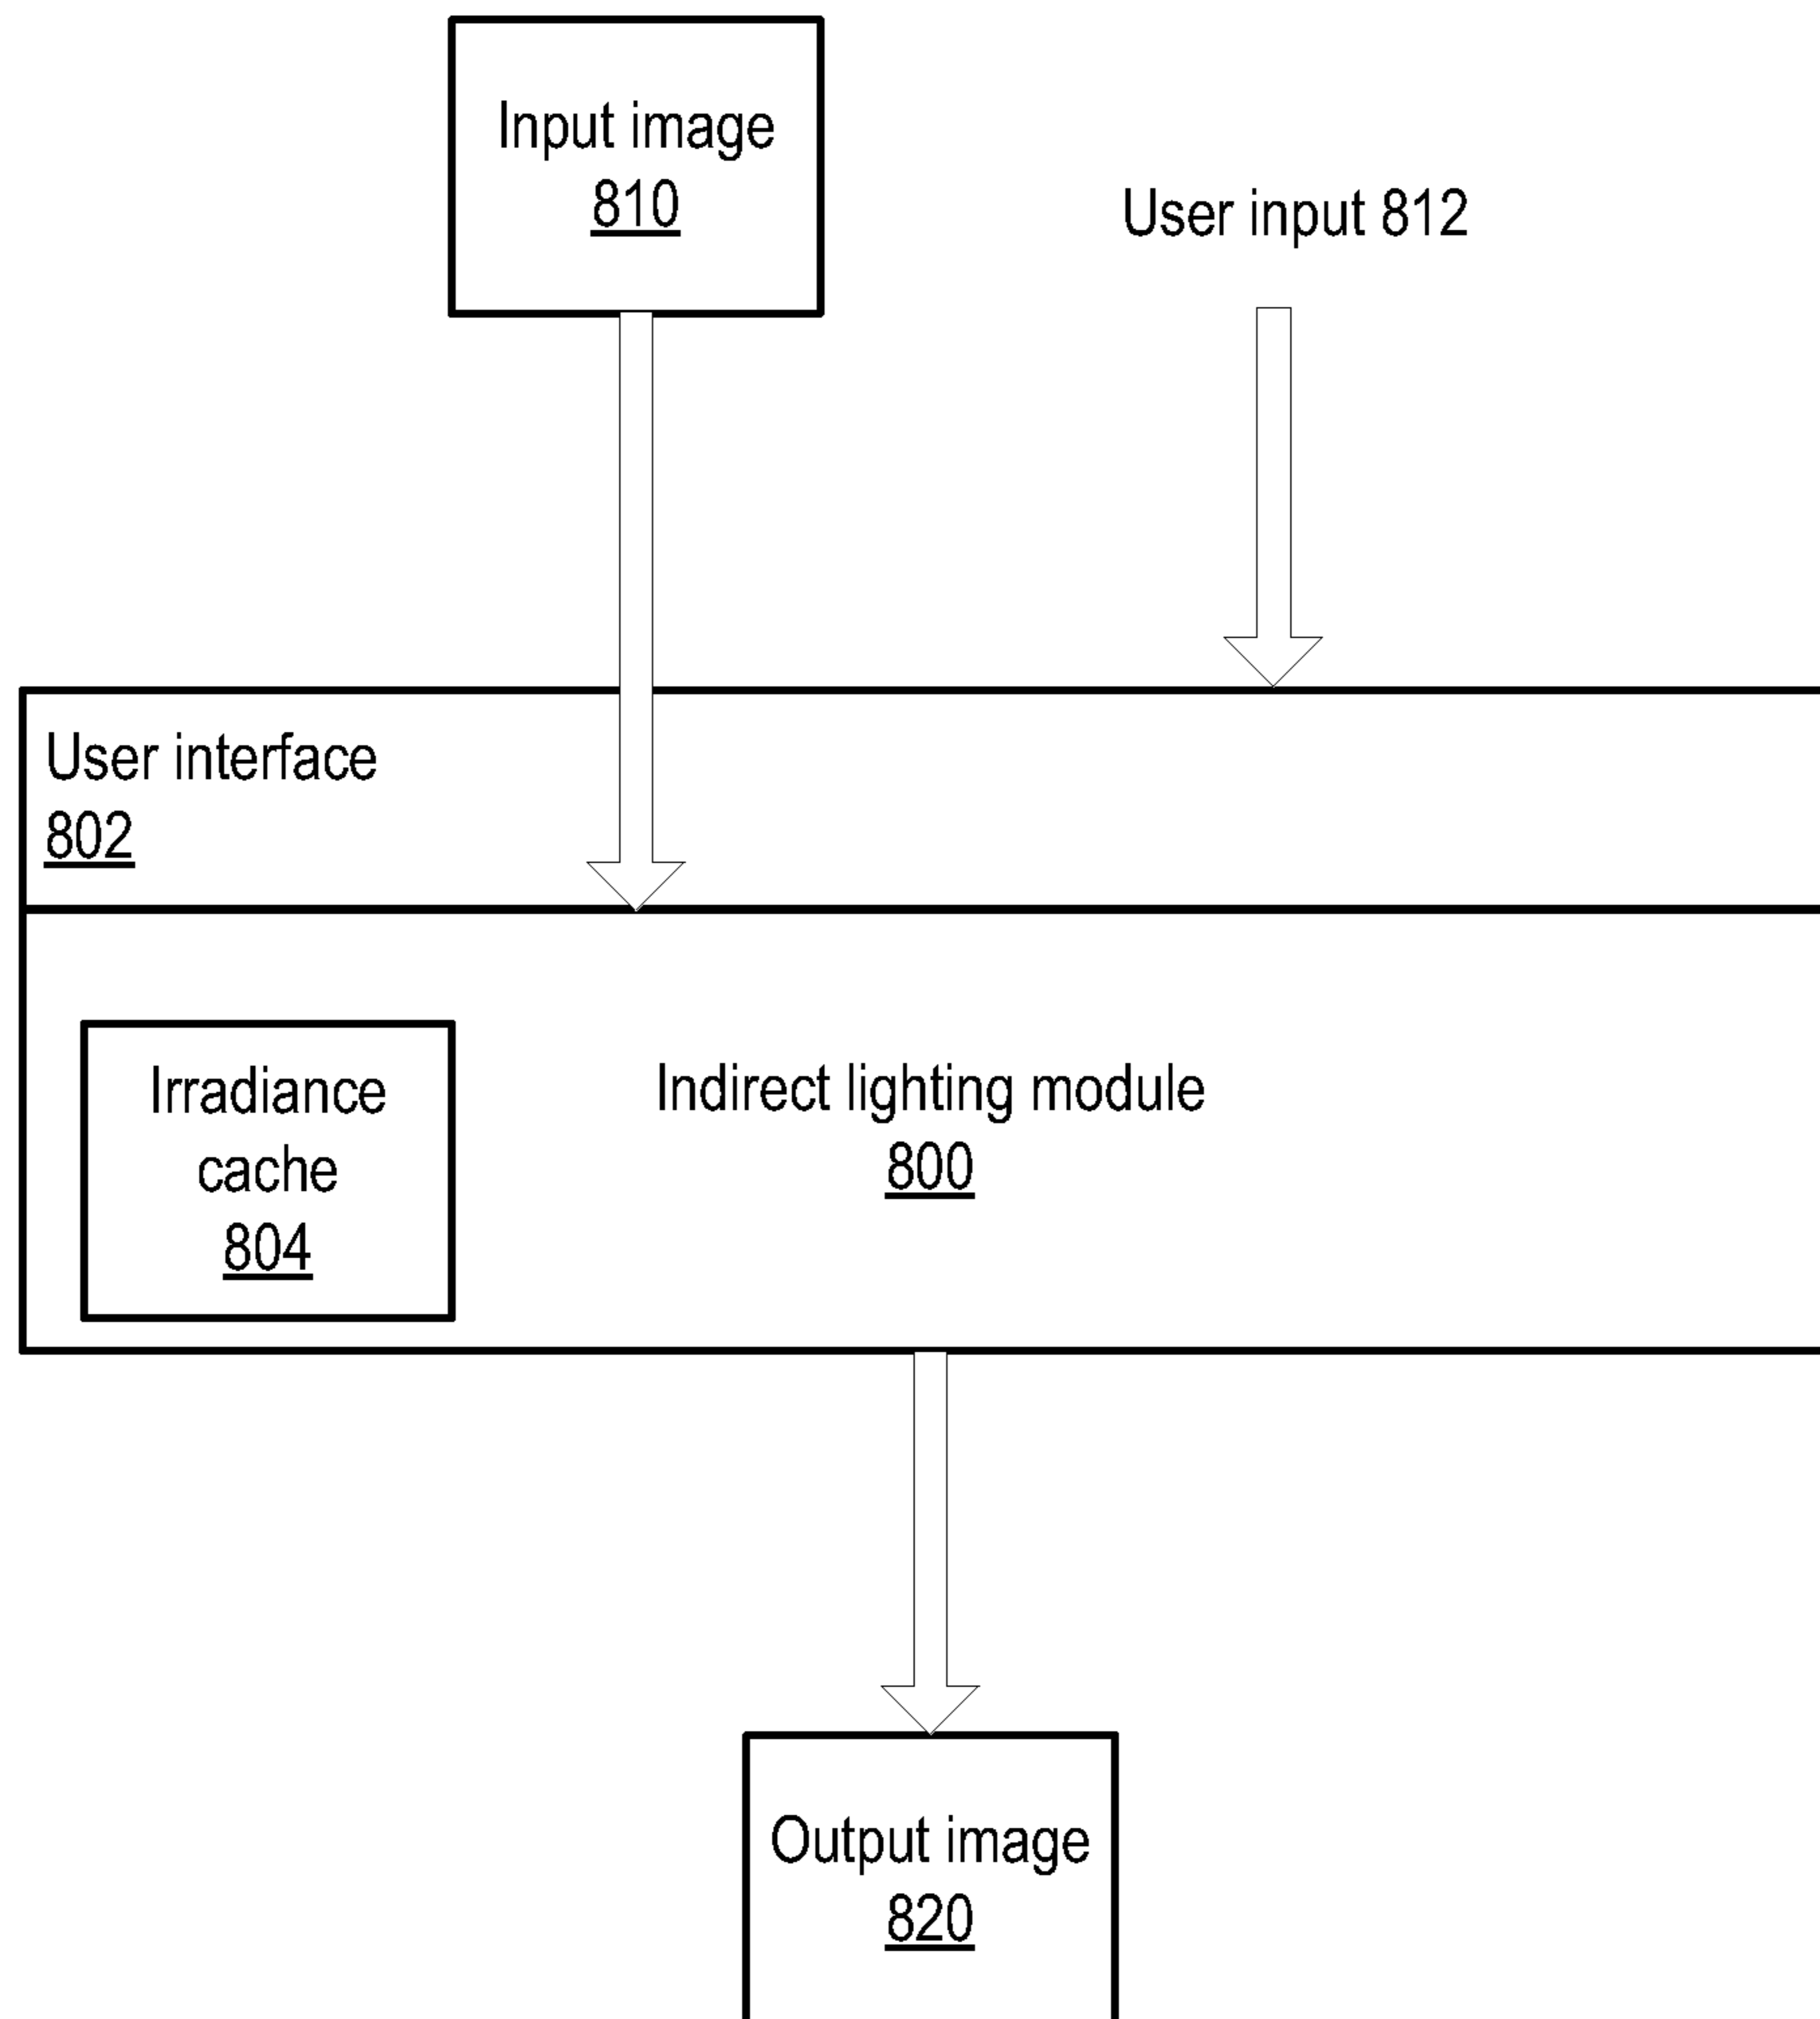 Input image
810
User input 812
User interface
802
Irradiance
cache
804
Indirect lighting module
800
Output image
820